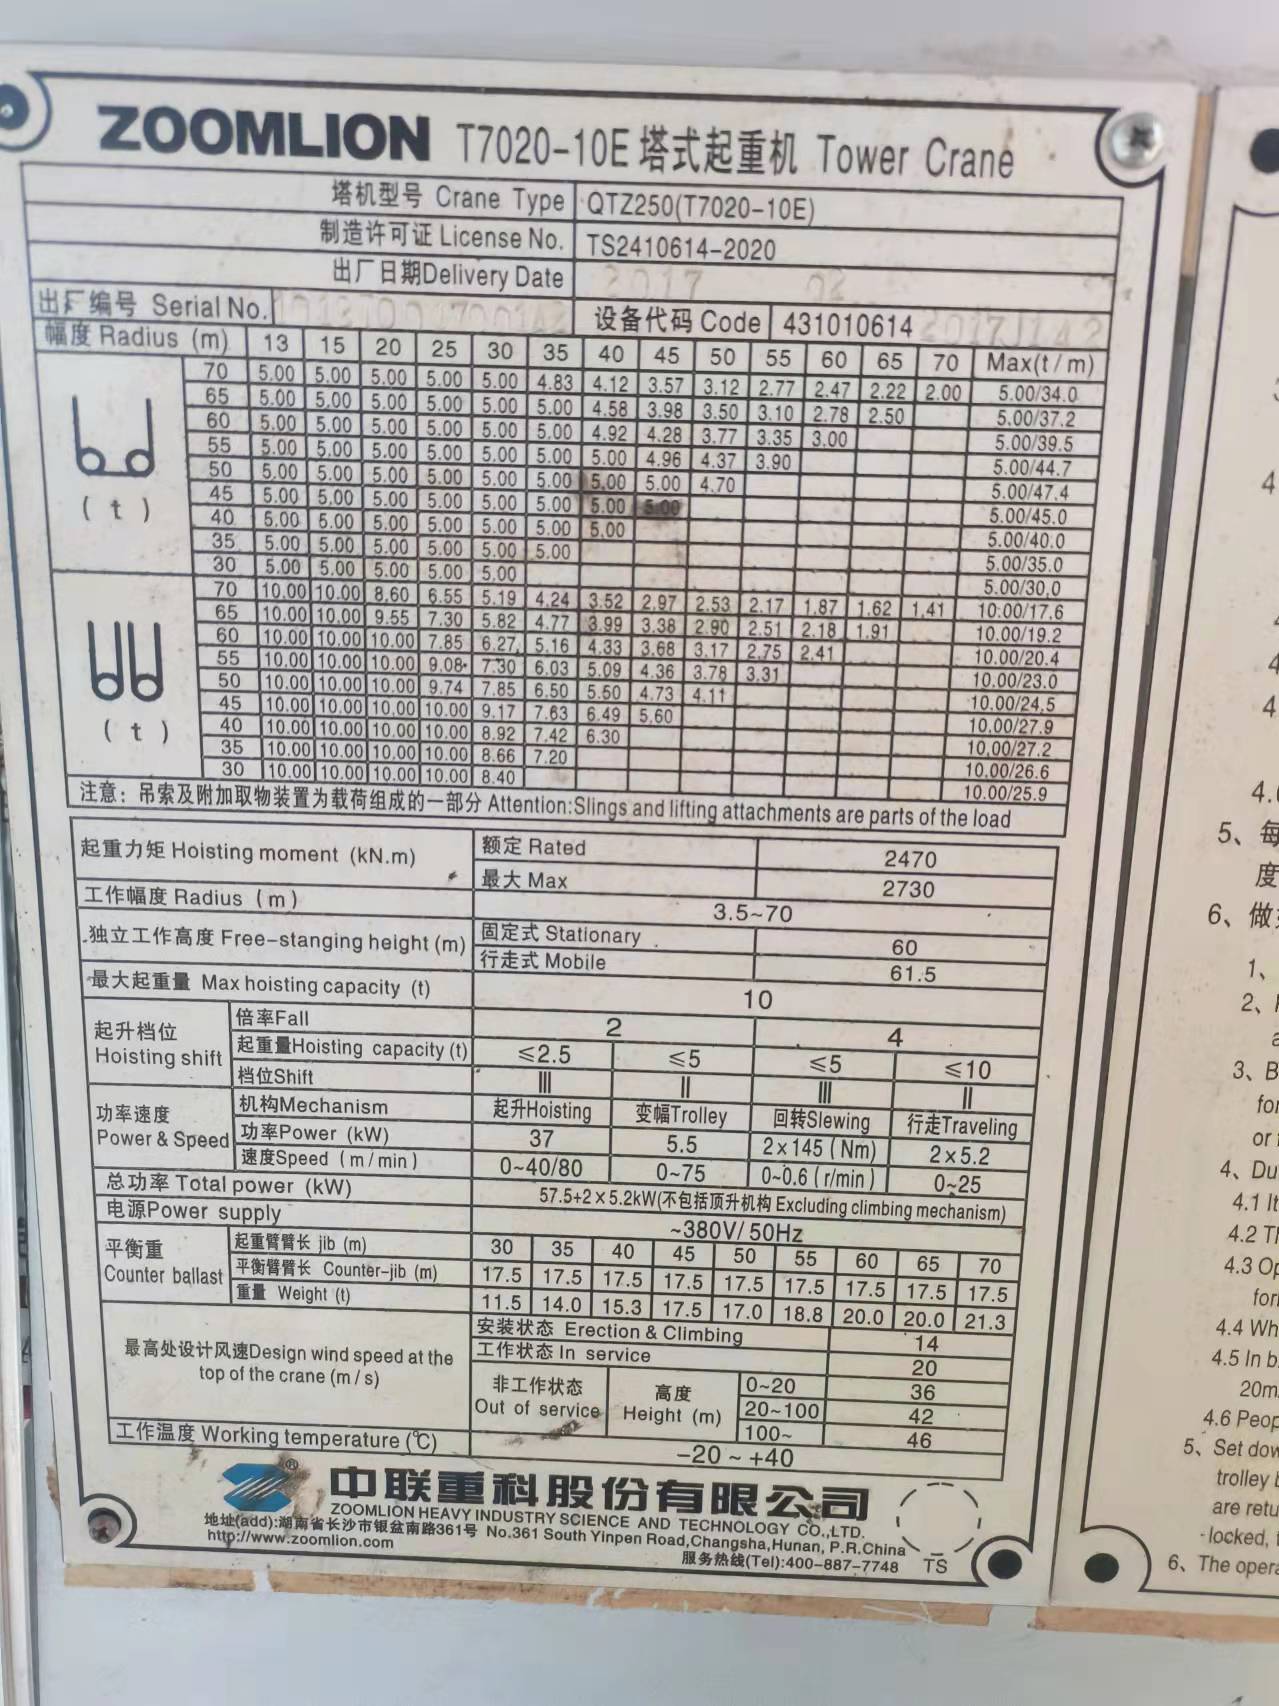 ZOOMLION T7020-10E 塔式起重机 Tower Crane
塔机型号 Crane Type QTZ250(T7020-10E)
制造许可证 License No. TS2410614-2020
出厂日期Delivery Date 2017 02
出厂编号 Serial No. 设备代码 Code 431010614 2017J142
幅度 Radius (m) 13 15 20 25 30 35 40 45 50 55 60 65 70 Max(t/m)
70 5.00 5.00 5.00 5.00 5.00 4.83 4.12 3.57 3.12 2.77 2.47 2.22 2.00 5.00/34.0
65 5.00 5.00 5.00 5.00 5.00 5.00 4.58 3.98 3.50 3.10 2.78 2.50 5.00/37.2
60 5.00 5.00 5.00 5.00 5.00 5.00 4.92 4.28 3.77 3.35 3.00 5.00/39.5
55 5.00 5.00 5.00 5.00 5.00 5.00 5.00 4.96 4.37 3.90 5.00/44.7
50 5.00 5.00 5.00 5.00 5.00 5.00 5.00 5.00 4.70 5.00/47.4
45 5.00 5.00 5.00 5.00 5.00 5.00 5.00 5.00 5.00/45.0
40 5.00 5.00 5.00 5.00 5.00 5.00 5.00 5.00/40.0
35 5.00 5.00 5.00 5.00 5.00 5.00 5.00/35.0
30 5.00 5.00 5.00 5.00 5.00 5.00/30.0
(t)
70 10.00 10.00 8.60 6.55 5.19 4.24 3.52 2.97 2.53 2.17 1.87 1.62 1.41 10.00/17.6
65 10.00 10.00 9.55 7.30 5.82 4.77 3.99 3.38 2.90 2.51 2.18 1.91 10.00/19.2
60 10.00 10.00 10.00 7.85 6.27 5.16 4.33 3.68 3.17 2.75 2.41 10.00/20.4
55 10.00 10.00 10.00 9.08 7.30 6.03 5.09 4.36 3.78 3.31 10.00/23.0
50 10.00 10.00 10.00 9.74 7.85 6.50 5.50 4.73 4.11 10.00/24.5
45 10.00 10.00 10.00 10.00 9.17 7.63 6.49 5.60 10.00/27.9
40 10.00 10.00 10.00 10.00 8.92 7.42 6.30 10.00/27.2
35 10.00 10.00 10.00 10.00 8.66 7.20 10.00/26.6
30 10.00 10.00 10.00 10.00 8.40 10.00/25.9
(t)
注意: 吊索及附加取物装置为载荷组成的一部分 Attention:Slings and lifting attachments are parts of the load
起重力矩 Hoisting moment (kN.m) 额定 Rated 2470
最大 Max 2730
工作幅度 Radius (m) 3.5~70
独立工作高度 Free-stanging height (m) 固定式 Stationary 60
行走式 Mobile 61.5
最大起重量 Max hoisting capacity (t) 10
起升档位 Hoisting shift 倍率Fall 2 4
起重量Hoisting capacity (t) ≤2.5 ≤5 ≤5 ≤10
档位Shift Ⅲ Ⅱ Ⅲ Ⅱ
功率速度 Power & Speed 机构Mechanism 起升Hoisting 变幅Trolley 回转Slewing 行走Traveling
功率Power (kW) 37 5.5 2×145 (Nm) 2×5.2
速度Speed (m/min) 0~40/80 0~75 0~0.6 (r/min) 0~25
总功率 Total power (kW) 57.5+2×5.2kW(不包括顶升机构 Excluding climbing mechanism)
电源Power supply ~380V/50Hz
平衡重 Counter ballast 起重臂臂长 jib (m) 30 35 40 45 50 55 60 65 70
平衡臂臂长 Counter-jib (m) 17.5 17.5 17.5 17.5 17.5 17.5 17.5 17.5 17.5
重量 Weight (t) 11.5 14.0 15.3 17.5 17.0 18.8 20.0 20.0 21.3
最高处设计风速Design wind speed at the top of the crane (m/s) 安装状态 Erection & Climbing 14
工作状态 In service 20
非工作状态 Out of service 高度 Height (m) 0~20 36
20~100 42
100~ 46
工作温度 Working temperature (℃) -20 ~ +40
® 中联重科股份有限公司
ZOOMLION HEAVY INDUSTRY SCIENCE AND TECHNOLOGY CO.,LTD.
地址(add):湖南省长沙市银盆南路361号 No.361 South Yinpen Road,Changsha,Hunan, P.R.China
http://www.zoomlion.com 服务热线(Tel):400-887-7748
TS
4
4
4
4
5、每
度
6、做
1、
2、
3、B
for
or
4、Du
4.1 It
4.2
4.3 Op
4.4 Wh
4.5 In
20m
4.6
5、Set
trolley
are
locked,
6、The